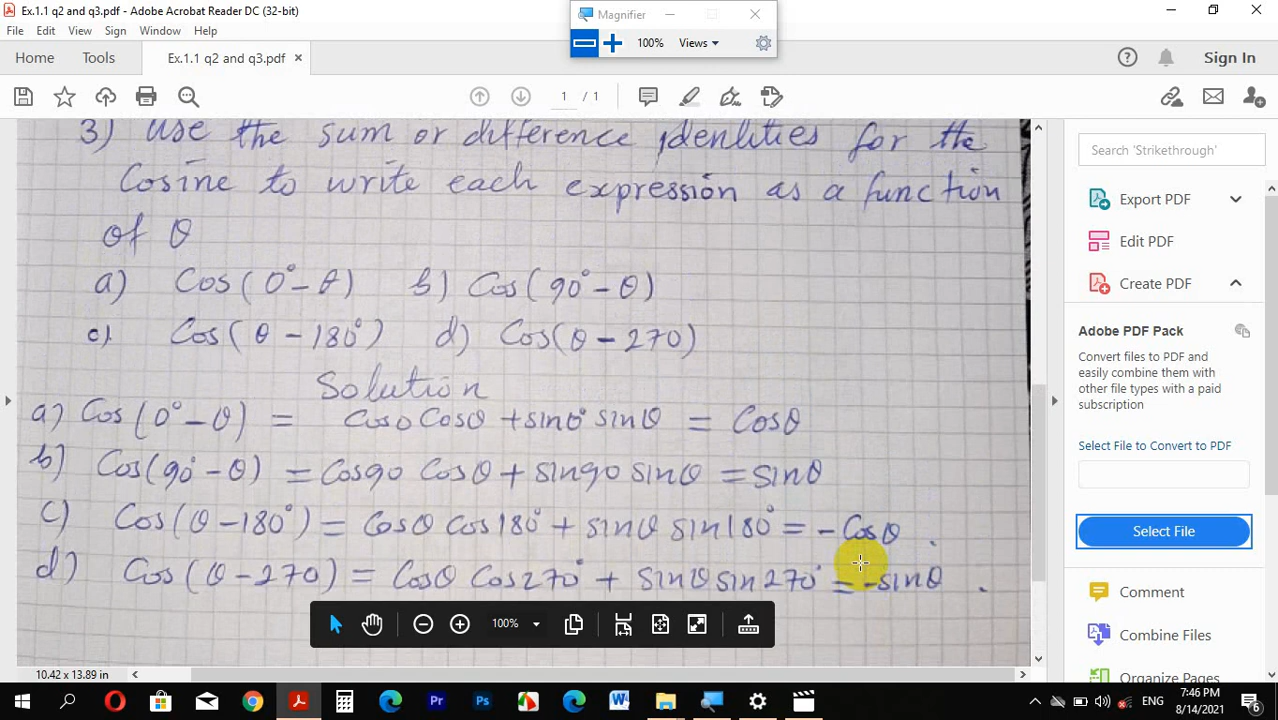 Ex.1.1 q2 and q3.pdf - Adobe Acrobat Reader DC (32-bit)
Magnifier
File Edit View Sign Window Help
100% Views
Home Tools Ex.1.1 q2 and q3.pdf × Sign In
1 / 1
3) Use the sum or difference identities for the
Cosine to write each expression as a function
of θ
a) Cos(0° - θ) b) Cos(90° - θ)
c) Cos(θ - 180°) d) Cos(θ - 270)
Solution
a) Cos(0° - θ) = Cos0 Cosθ + sin0° sinθ = Cosθ
b) Cos(90° - θ) = Cos90 Cosθ + sin90 sinθ = sinθ
c) Cos(θ - 180°) = Cosθ Cos180° + sinθ sin180° = - Cosθ .
d) Cos(θ - 270) = Cosθ Cos270° + sinθ sin270° = - sinθ .
100%
10.42 x 13.89 in
Search 'Strikethrough'
Export PDF
Edit PDF
Create PDF
Adobe PDF Pack
Convert files to PDF and
easily combine them with
other file types with a paid
subscription
Select File to Convert to PDF
Select File
Comment
Combine Files
Organize Pages
Pr Ps W ENG 7:46 PM
8/14/2021 6